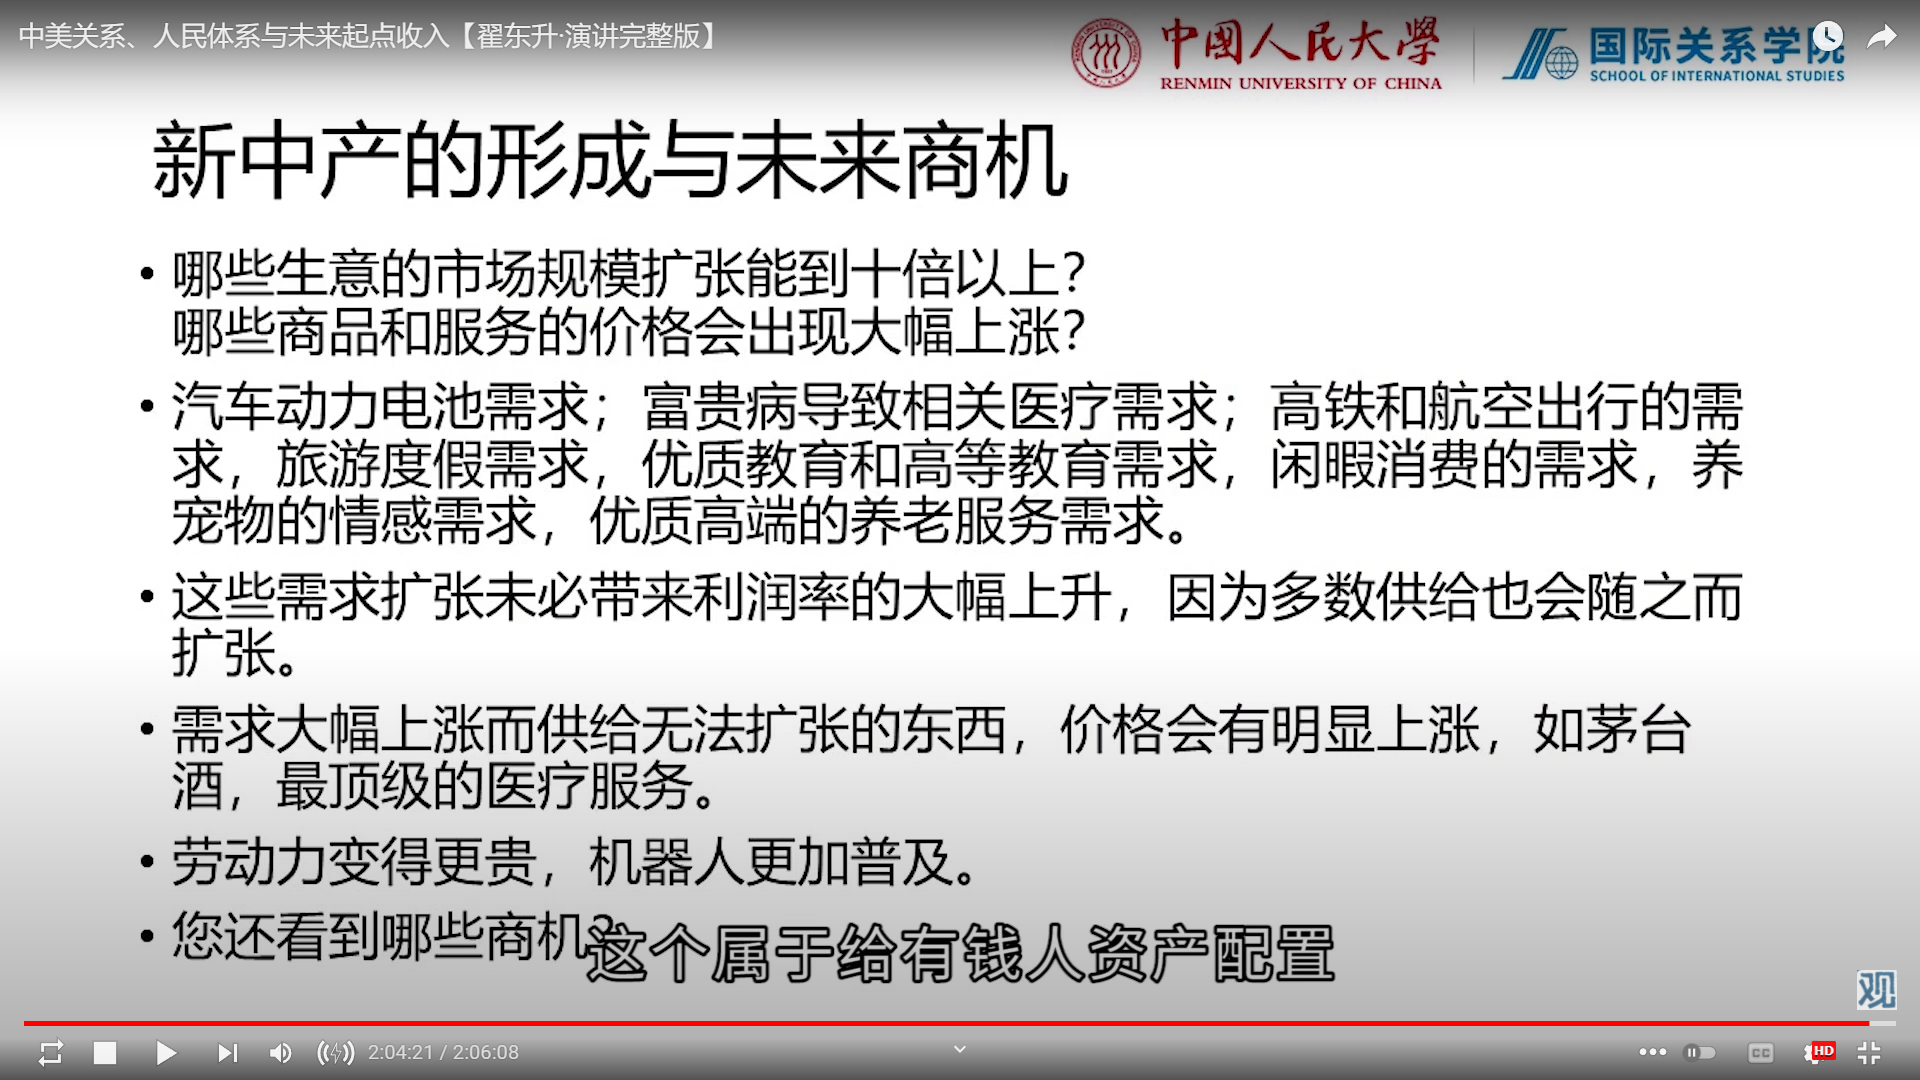 中美关系、人民体系与未来起点收入【翟东升·演讲完整版】
中國人民大學
RENMIN UNIVERSITY OF CHINA
国际关系学院
SCHOOL OF INTERNATIONAL STUDIES
新中产的形成与未来商机
• 哪些生意的市场规模扩张能到十倍以上?
哪些商品和服务的价格会出现大幅上涨?
• 汽车动力电池需求；富贵病导致相关医疗需求；高铁和航空出行的需
求，旅游度假需求，优质教育和高等教育需求，闲暇消费的需求，养
宠物的情感需求，优质高端的养老服务需求。
• 这些需求扩张未必带来利润率的大幅上升，因为多数供给也会随之而
扩张。
• 需求大幅上涨而供给无法扩张的东西，价格会有明显上涨，如茅台
酒，最顶级的医疗服务。
• 劳动力变得更贵，机器人更加普及。
• 您还看到哪些商机?
这个属于给有钱人资产配置
观
2:04:21 / 2:06:08
CC
HD